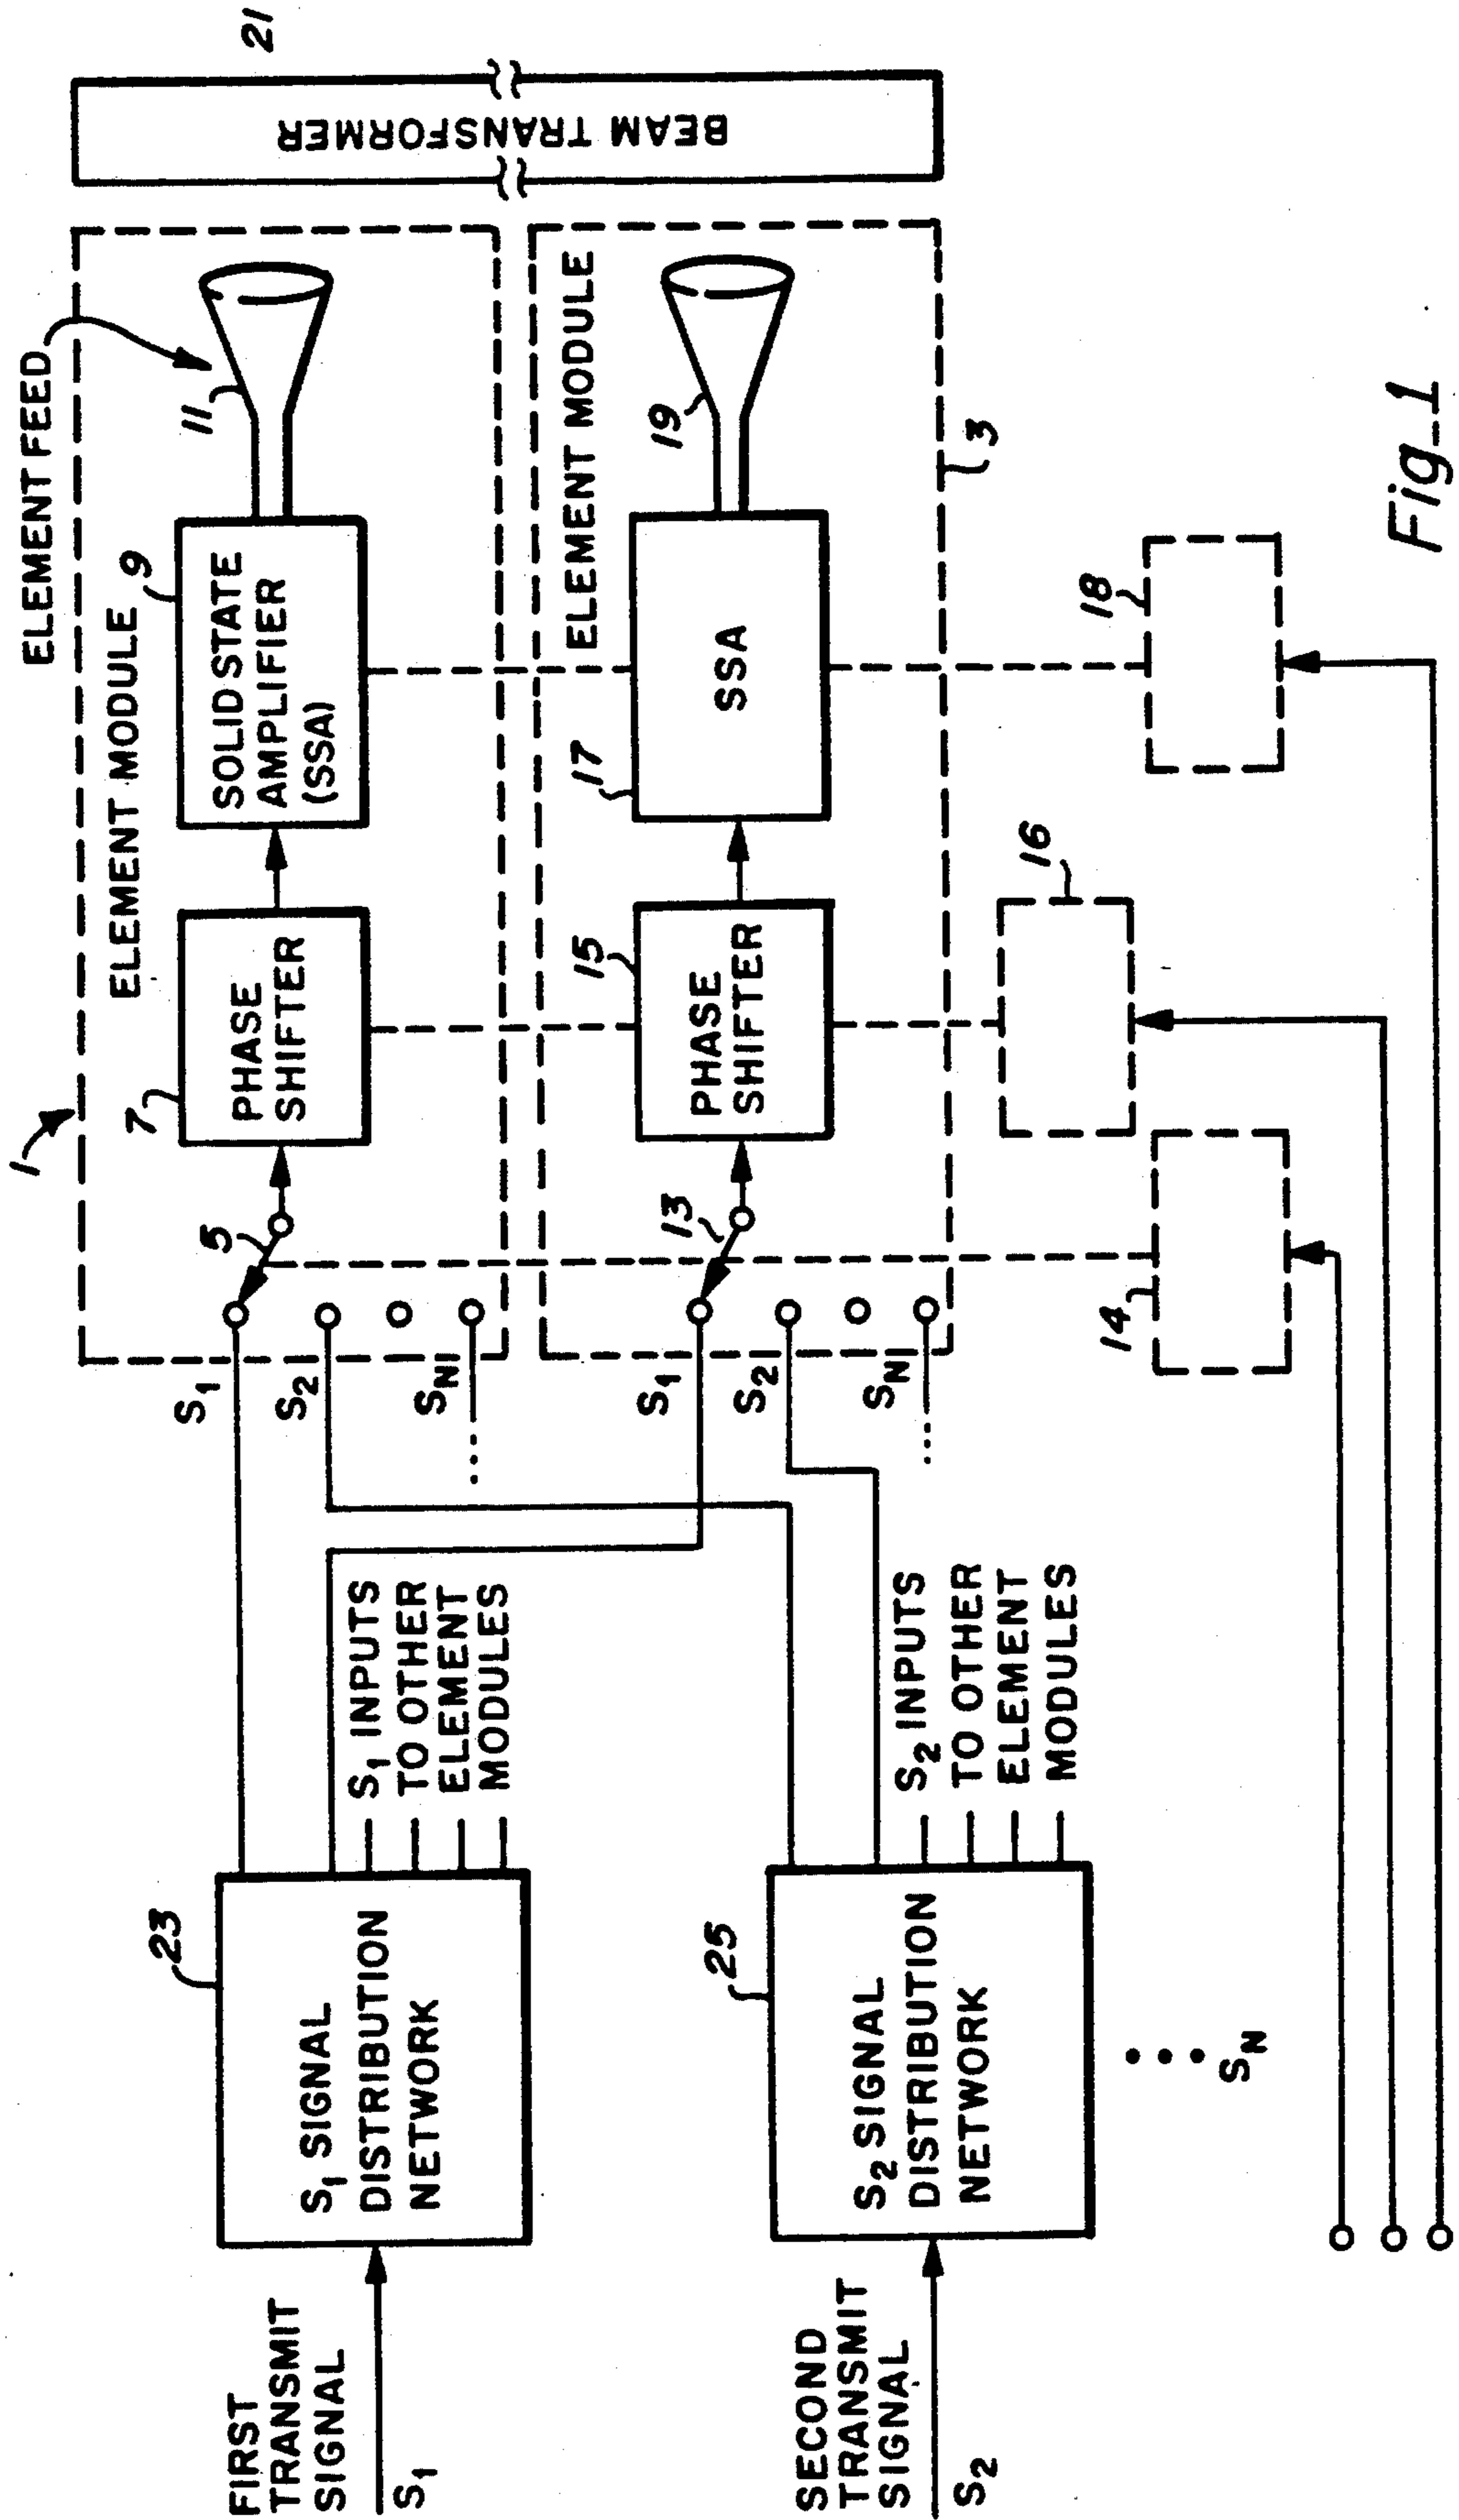 FIRST
TRANSMIT
SIGNAL
S1
23
S1 SIGNAL
DISTRIBUTION
NETWORK
S1 INPUTS
TO OTHER
ELEMENT
MODULES
SECOND
TRANSMIT
SIGNAL
S2
25
S2 SIGNAL
DISTRIBUTION
NETWORK
S2 INPUTS
TO OTHER
ELEMENT
MODULES
SN
1
S1
S2
SN
5
7
PHASE
SHIFTER
ELEMENT MODULE
9
SOLID STATE
AMPLIFIER
(SSA)
ELEMENT FEED
11
S1
S2
SN
13
15
PHASE
SHIFTER
17
SSA
ELEMENT MODULE
19
3
BEAM TRANSFORMER
21
14
16
18
Fig_1